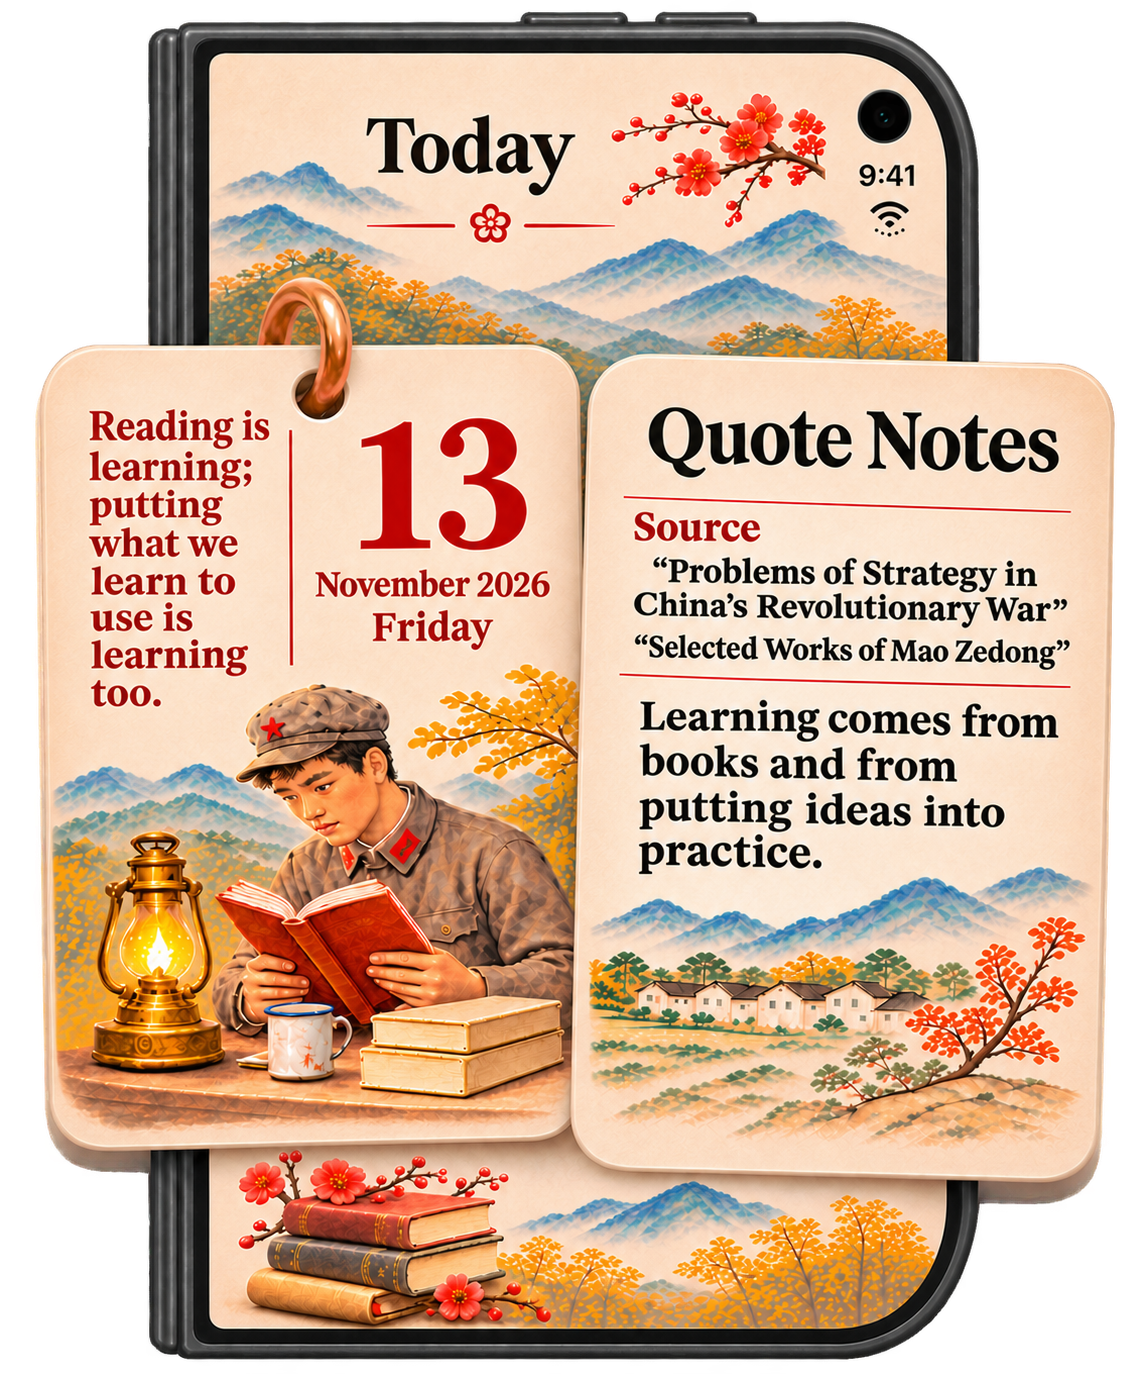 Today
9:41
Reading is
learning;
putting
what we
learn to
use is
learning
too.
13
November 2026
Friday
Quote Notes
Source
“Problems of Strategy in
China’s Revolutionary War”
“Selected Works of Mao Zedong”
Learning comes from
books and from
putting ideas into
practice.